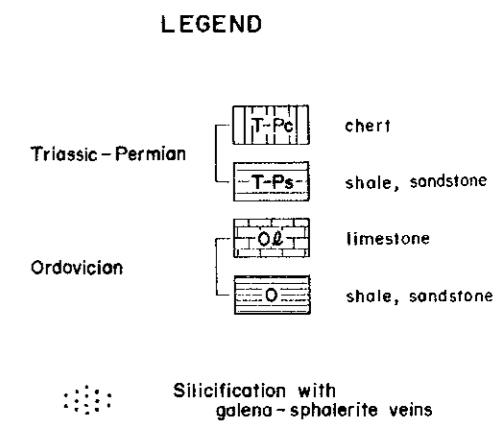 LEGEND
T-Pc chert
Triassic-Permian
T-Ps shale, sandstone
Oℓ limestone
Ordovician
O shale, sandstone
Silicification with
galena-sphalerite veins